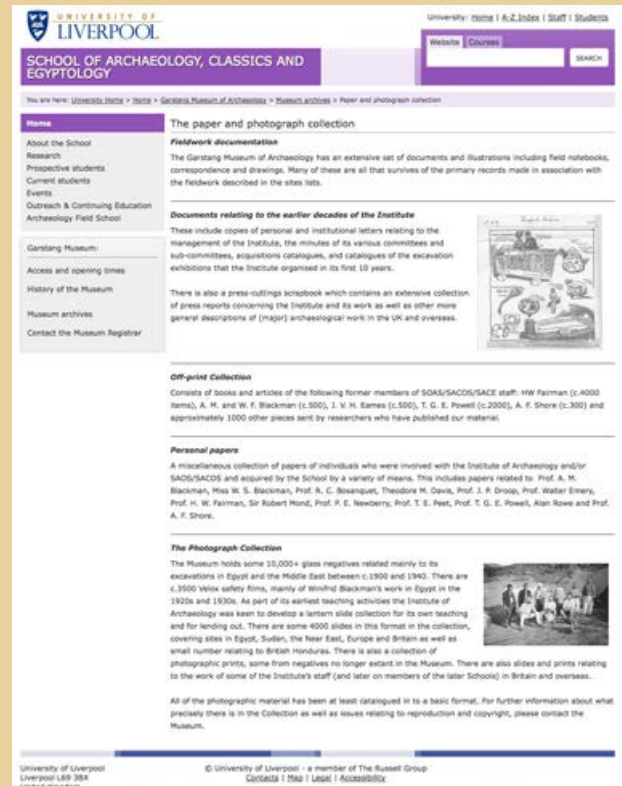 UNIVERSITY OF
LIVERPOOL
University: Home | A-Z Index | Staff | Students
Website Courses
SEARCH
SCHOOL OF ARCHAEOLOGY, CLASSICS AND
EGYPTOLOGY
You are here: University Home > Home > Garstang Museum of Archaeology > Museum archives > Paper and photograph collection
Home
About the School
Research
Prospective students
Current students
Events
Outreach & Continuing Education
Archaeology Field School
Garstang Museum:
Access and opening times
History of the Museum
Museum archives
Contact the Museum Registrar
The paper and photograph collection
Fieldwork documentation
The Garstang Museum of Archaeology has an extensive set of documents and illustrations including field notebooks,
correspondence and drawings. Many of these are all that survives of the primary records made in association with
the fieldwork described in the sites lists.
Documents relating to the earlier decades of the Institute
These include copies of personal and institutional letters relating to the
management of the Institute, the minutes of its various committees and
sub-committees, acquisitions catalogues, and catalogues of the excavation
exhibitions that the Institute organised in its first 10 years.
There is also a press-cuttings scrapbook which contains an extensive collection
of press reports concerning the Institute and its work as well as other more
general descriptions of (major) archaeological work in the UK and overseas.
Off-print Collection
Consists of books and articles of the following former members of SOAS/SACOS/SACE staff: HW Fairman (c.4000
items), A. M. and W. F. Blackman (c.500), J. V. H. Eames (c.500), T. G. E. Powell (c.2000), A. F. Shore (c.300) and
approximately 1000 other pieces sent by researchers who have published our material.
Personal papers
A miscellaneous collection of papers of individuals who were involved with the Institute of Archaeology and/or
SAOS/SACOS and acquired by the School by a variety of means. This includes papers related to Prof. A. M.
Blackman, Miss W. S. Blackman, Prof. R. C. Bosanquet, Theodore M. Davis, Prof. J. P. Droop, Prof. Walter Emery,
Prof. H. W. Fairman, Sir Robert Mond, Prof. P. E. Newberry, Prof. T. E. Peet, Prof. T. G. E. Powell, Alan Rowe and Prof.
A. F. Shore.
The Photograph Collection
The Museum holds some 10,000+ glass negatives related mainly to its
excavations in Egypt and the Middle East between c.1900 and 1940. There are
c.3500 Velox safety films, mainly of Winifrid Blackman's work in Egypt in the
1920s and 1930s. As part of its earliest teaching activities the Institute of
Archaeology was keen to develop a lantern slide collection for its own teaching
and for lending out. There are some 4000 slides in this format in the collection,
covering sites in Egypt, Sudan, the Near East, Europe and Britain as well as
small number relating to British Honduras. There is also a collection of
photographic prints, some from negatives no longer extant in the Museum. There are also slides and prints relating
to the work of some of the Institute's staff (and later on members of the later Schools) in Britain and overseas.
All of the photographic material has been at least catalogued in to a basic format. For further information about what
precisely there is in the Collection as well as issues relating to reproduction and copyright, please contact the
Museum.
University of Liverpool
Liverpool L69 3BX
© University of Liverpool - a member of The Russell Group
Contacts | Map | Legal | Accessibility